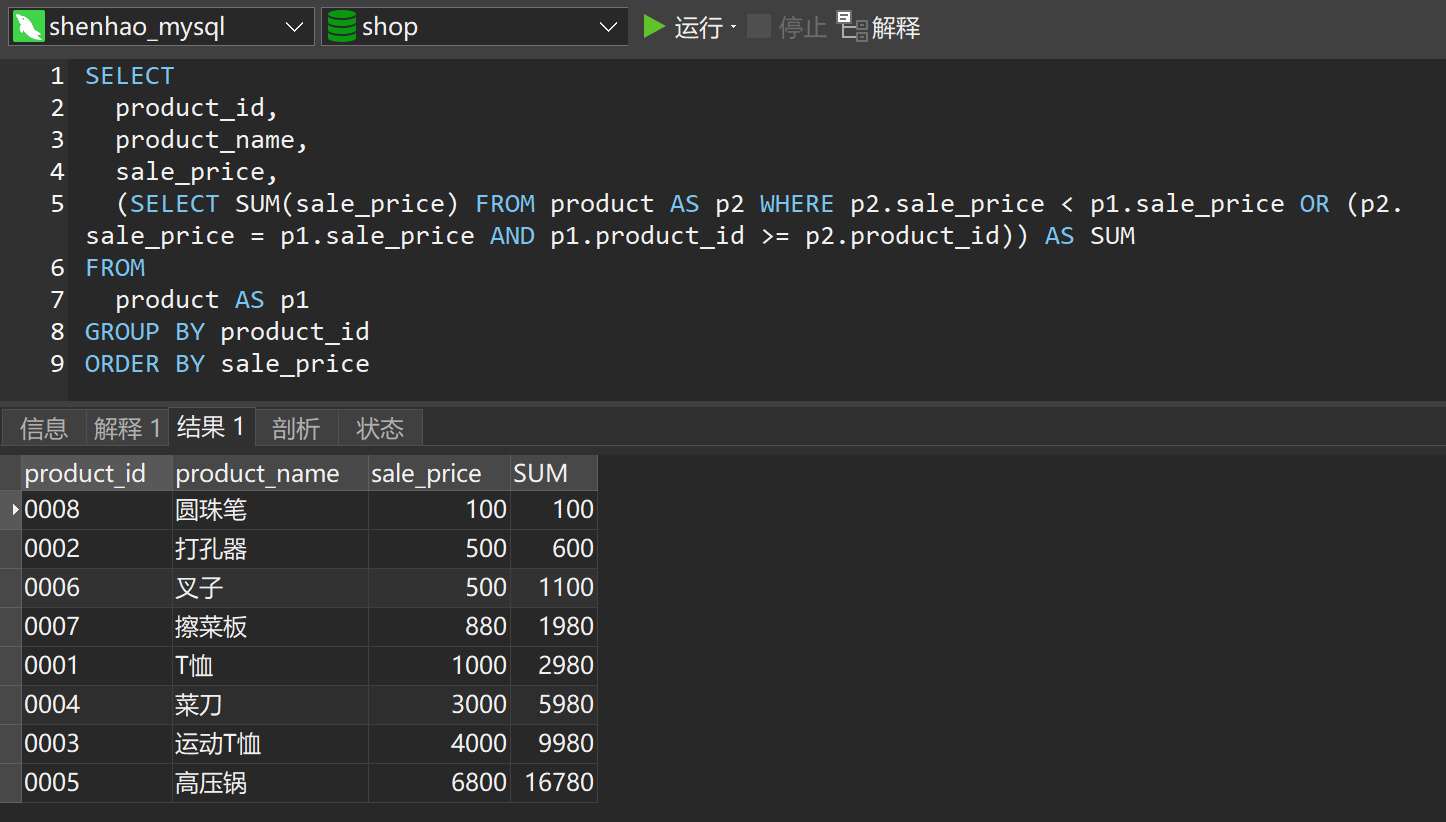 shenhao_mysql shop 运行 停止 解释
1 SELECT
2 product_id,
3 product_name,
4 sale_price,
5 (SELECT SUM(sale_price) FROM product AS p2 WHERE p2.sale_price < p1.sale_price OR (p2.
sale_price = p1.sale_price AND p1.product_id >= p2.product_id)) AS SUM
6 FROM
7 product AS p1
8 GROUP BY product_id
9 ORDER BY sale_price
信息 解释 1 结果 1 剖析 状态
product_id product_name sale_price SUM
0008 圆珠笔 100 100
0002 打孔器 500 600
0006 叉子 500 1100
0007 擦菜板 880 1980
0001 T恤 1000 2980
0004 菜刀 3000 5980
0003 运动T恤 4000 9980
0005 高压锅 6800 16780